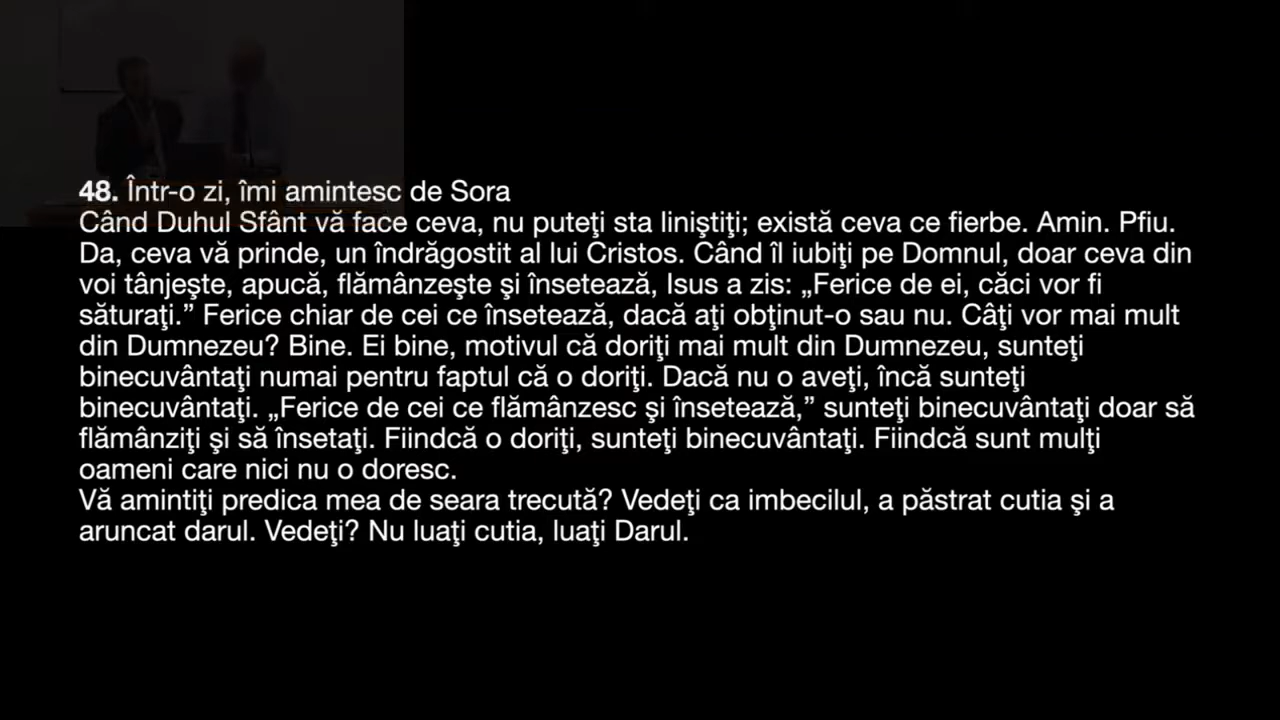 48. Într-o zi, îmi amintesc de Sora
Când Duhul Sfânt vă face ceva, nu puteţi sta liniştiţi; există ceva ce fierbe. Amin. Pfiu.
Da, ceva vă prinde, un îndrăgostit al lui Cristos. Când îl iubiţi pe Domnul, doar ceva din
voi tânjeşte, apucă, flămânzeşte şi însetează, Isus a zis: „Ferice de ei, căci vor fi
săturaţi.” Ferice chiar de cei ce însetează, dacă aţi obţinut-o sau nu. Câţi vor mai mult
din Dumnezeu? Bine. Ei bine, motivul că doriţi mai mult din Dumnezeu, sunteţi
binecuvântaţi numai pentru faptul că o doriţi. Dacă nu o aveţi, încă sunteţi
binecuvântaţi. „Ferice de cei ce flămânzesc şi însetează,” sunteţi binecuvântaţi doar să
flămânziţi şi să însetaţi. Fiindcă o doriţi, sunteţi binecuvântaţi. Fiindcă sunt mulţi
oameni care nici nu o doresc.
Vă amintiţi predica mea de seara trecută? Vedeţi ca imbecilul, a păstrat cutia şi a
aruncat darul. Vedeţi? Nu luaţi cutia, luaţi Darul.